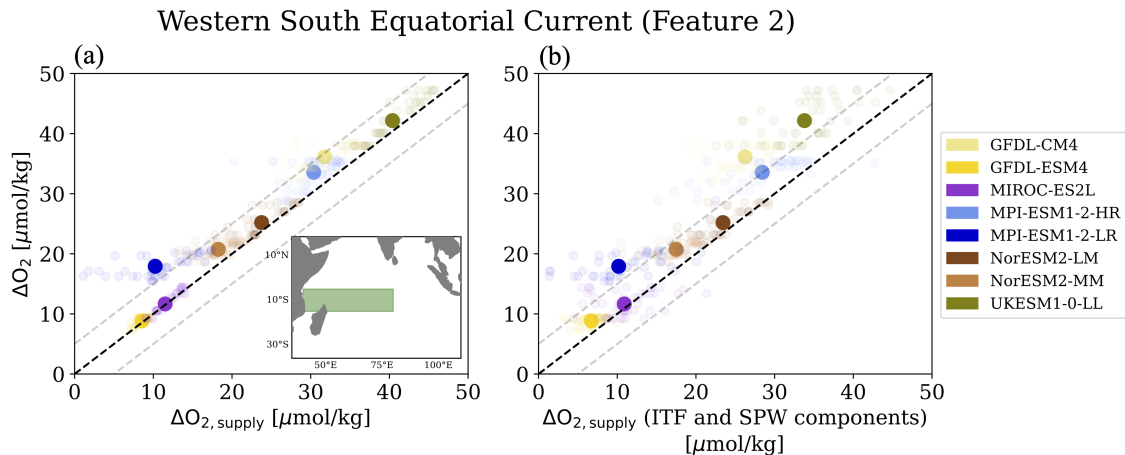 Western South Equatorial Current (Feature 2)
(a)
(b)
50
40
30
20
10
0
ΔO₂ [μmol/kg]
0 10 20 30 40 50
ΔO₂,supply [μmol/kg]
10°N
10°S
30°S
50°E 75°E 100°E
50
40
30
20
10
0
0 10 20 30 40 50
ΔO₂,supply (ITF and SPW components)
[μmol/kg]
GFDL-CM4
GFDL-ESM4
MIROC-ES2L
MPI-ESM1-2-HR
MPI-ESM1-2-LR
NorESM2-LM
NorESM2-MM
UKESM1-0-LL